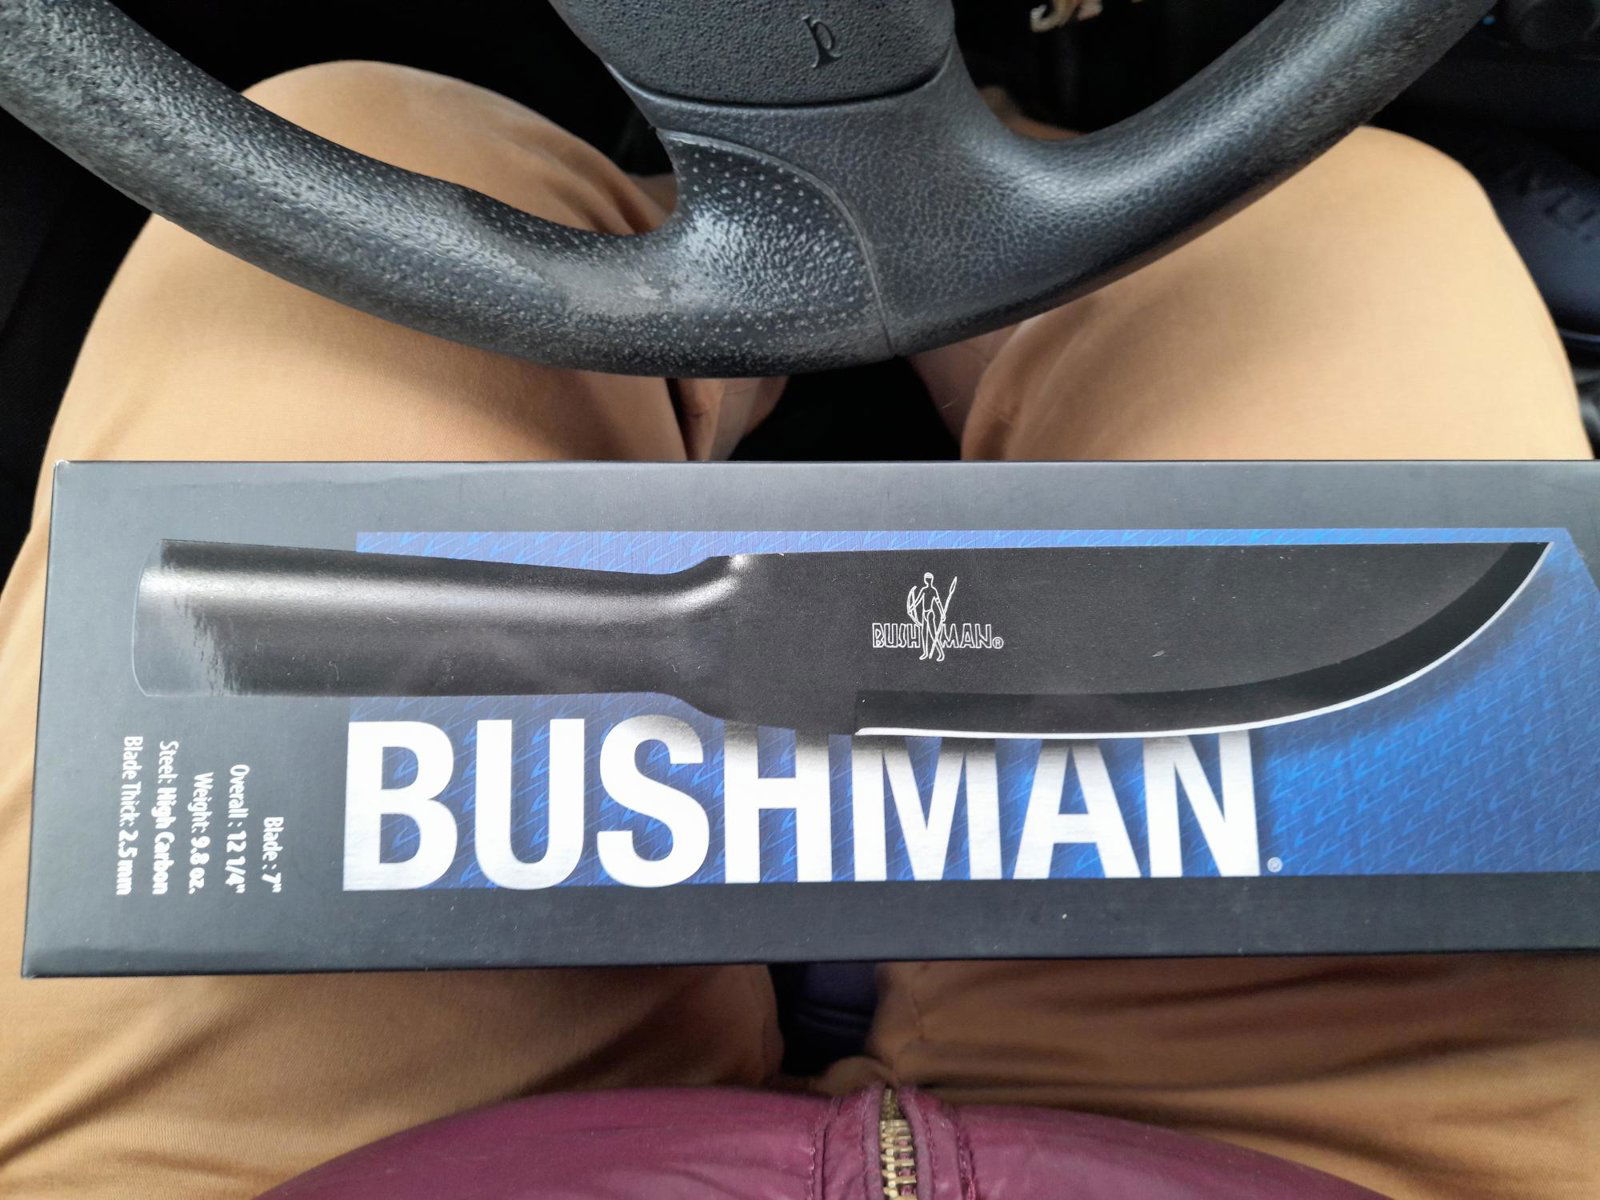 BUSHMAN®
BUSHMAN®
Blade : 7"
Overall : 12 1/4"
Weight: 9.8 oz.
Steel: High Carbon
Blade Thick: 2.5 mm